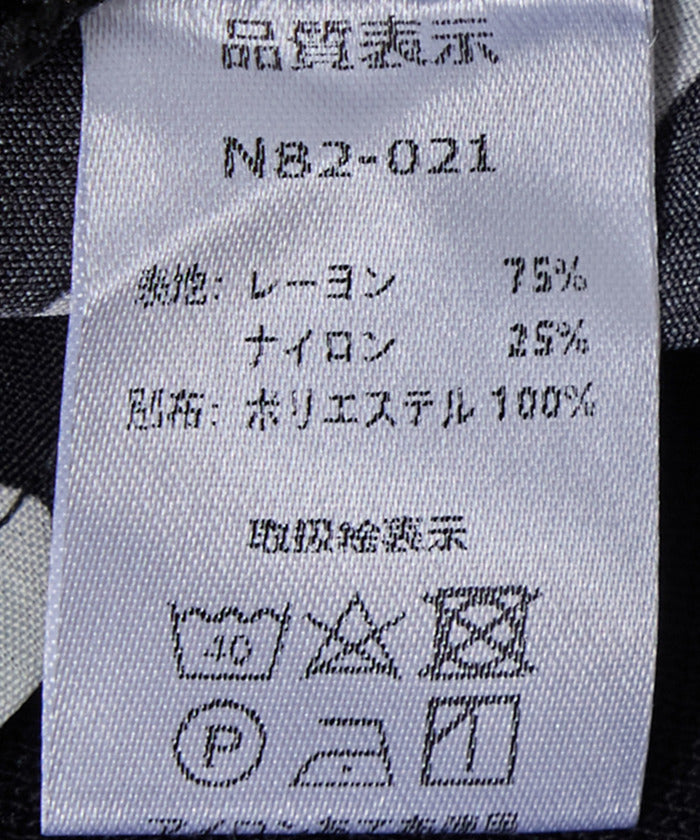 品質表示
N82-021
表地: レーヨン 75%
ナイロン 25%
別布: ポリエステル 100%
取扱絵表示
40
P